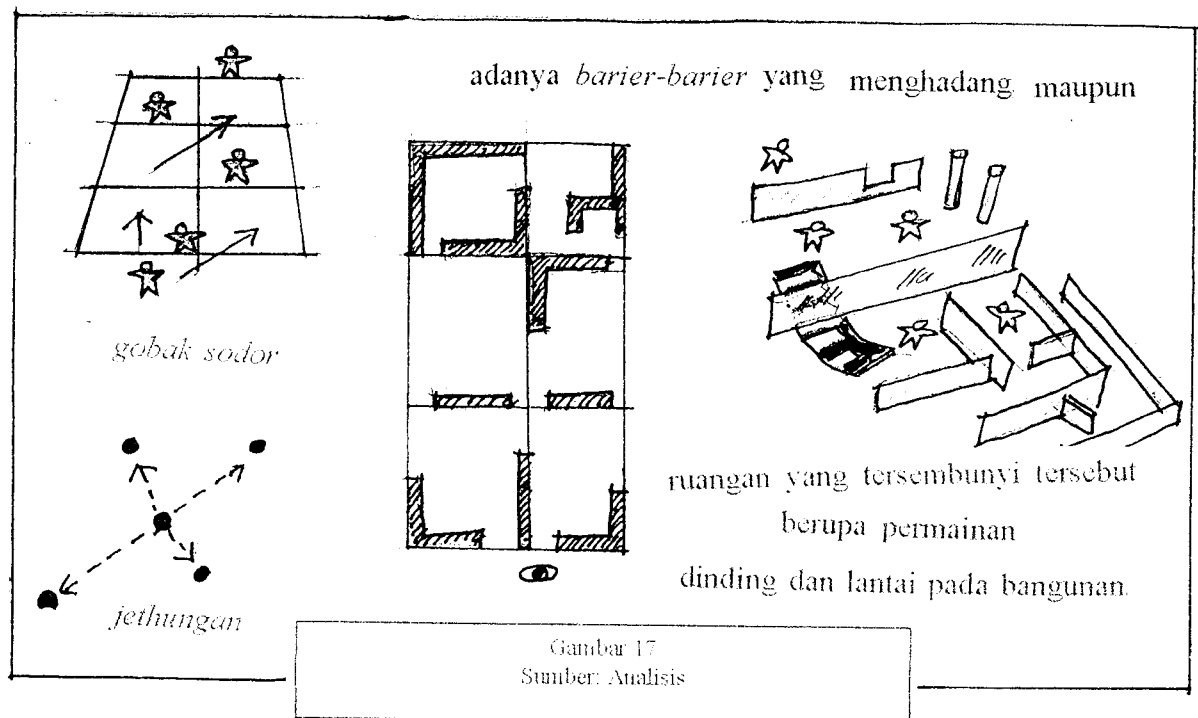 adanya barier-barier yang menghadang maupun
gobak sodor
ruangan yang tersembunyi tersebut
berupa permainan
dinding dan lantai pada bangunan.
jethungan
Gambar 17
Sumber: Analisis